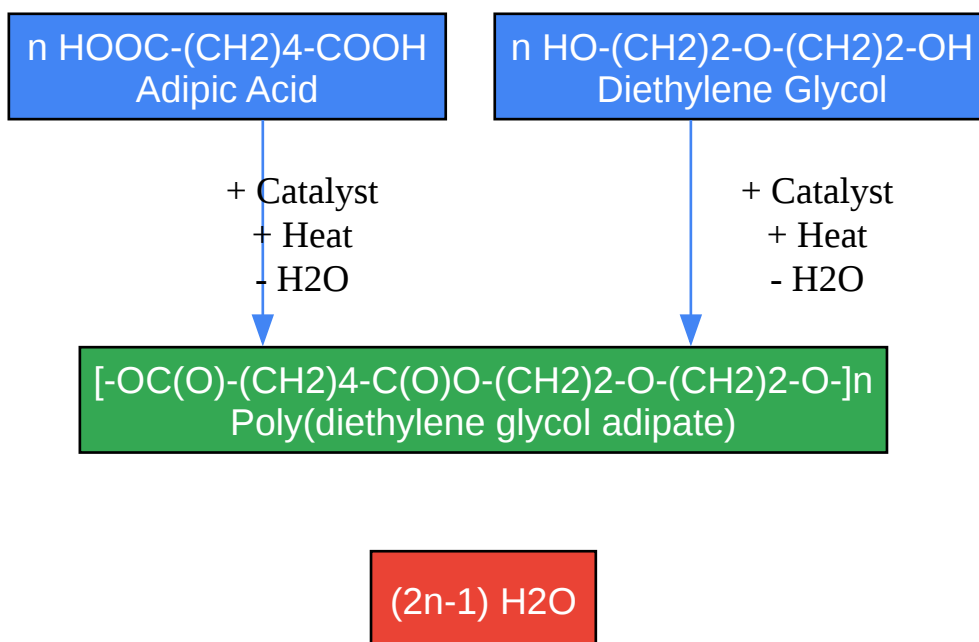 n HOOC-(CH2)4-COOH
Adipic Acid
n HO-(CH2)2-O-(CH2)2-OH
Diethylene Glycol
+ Catalyst
+ Heat
- H2O
+ Catalyst
+ Heat
- H2O
[-OC(O)-(CH2)4-C(O)O-(CH2)2-O-(CH2)2-O-]n
Poly(diethylene glycol adipate)
(2n-1) H2O